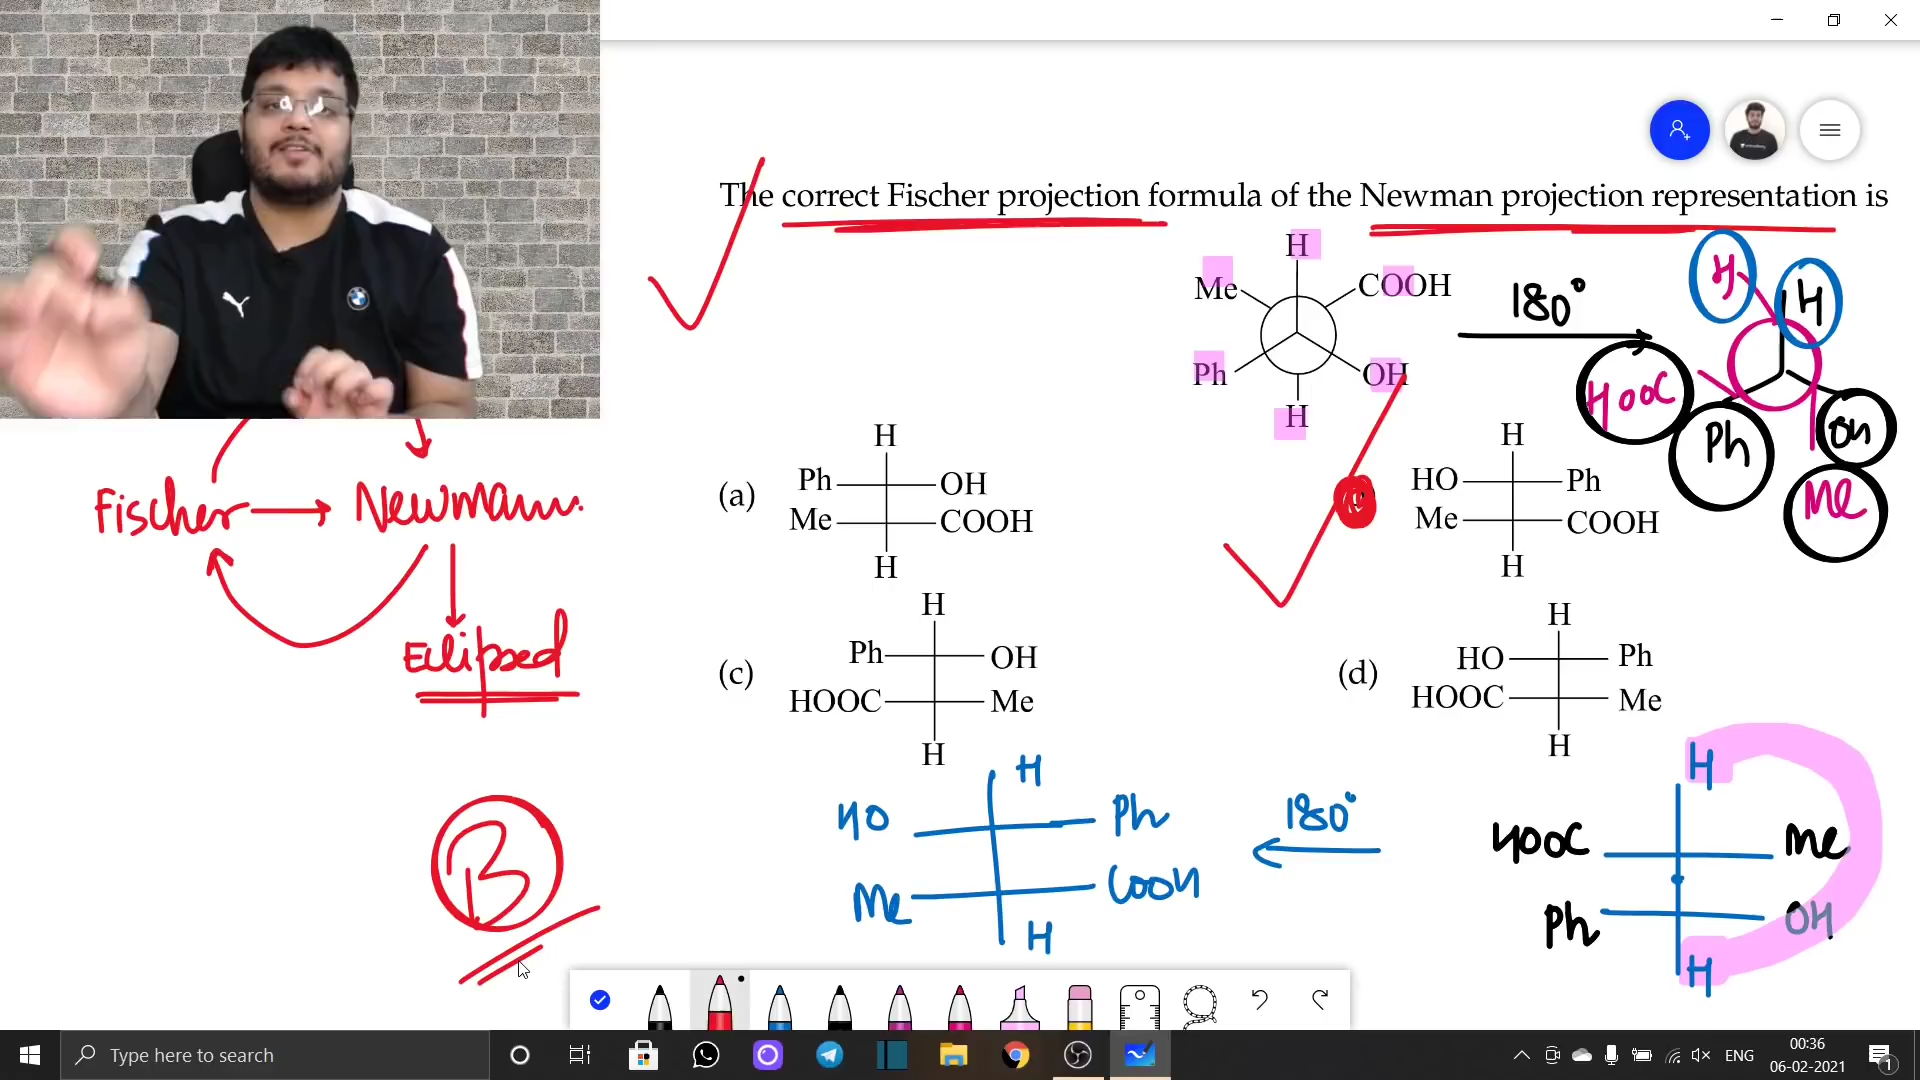 The correct Fischer projection formula of the Newman projection representation is
H
Me
COOH
Ph
OH
H
180°
H
H
HOOC
Ph
OH
Me
Fischer → Newmann.
Eclipsed
(a)
H
Ph OH
Me COOH
H
H
HO Ph
Me COOH
H
(c)
H
Ph OH
HOOC Me
H
(d)
H
HO Ph
HOOC Me
H
B
H
HO Ph
Me COOH
H
180°
H
HOOC Me
Ph OH
H
Type here to search
ENG
00:36
06-02-2021
1